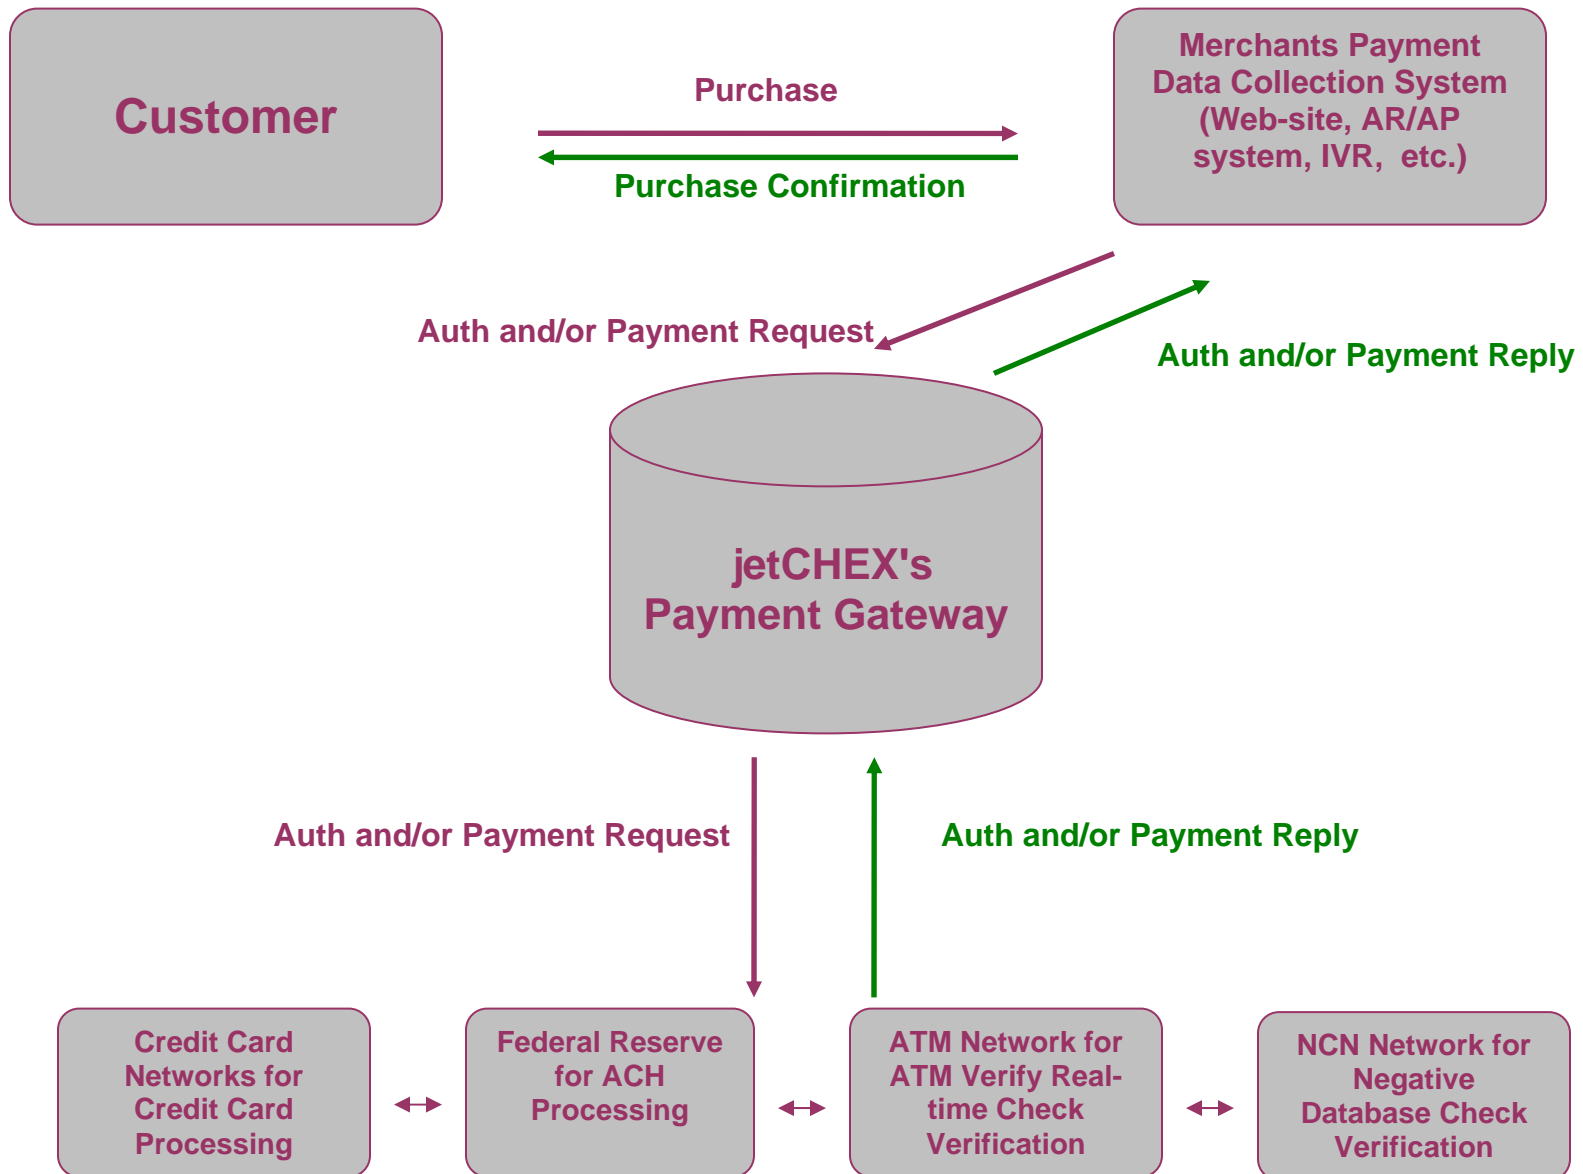 Customer
Purchase
Purchase Confirmation
Merchants Payment
Data Collection System
(Web-site, AR/AP
system, IVR, etc.)
Auth and/or Payment Request
Auth and/or Payment Reply
jetCHEX's
Payment Gateway
Auth and/or Payment Request
Auth and/or Payment Reply
Credit Card
Networks for
Credit Card
Processing
Federal Reserve
for ACH
Processing
ATM Network for
ATM Verify Real-
time Check
Verification
NCN Network for
Negative
Database Check
Verification